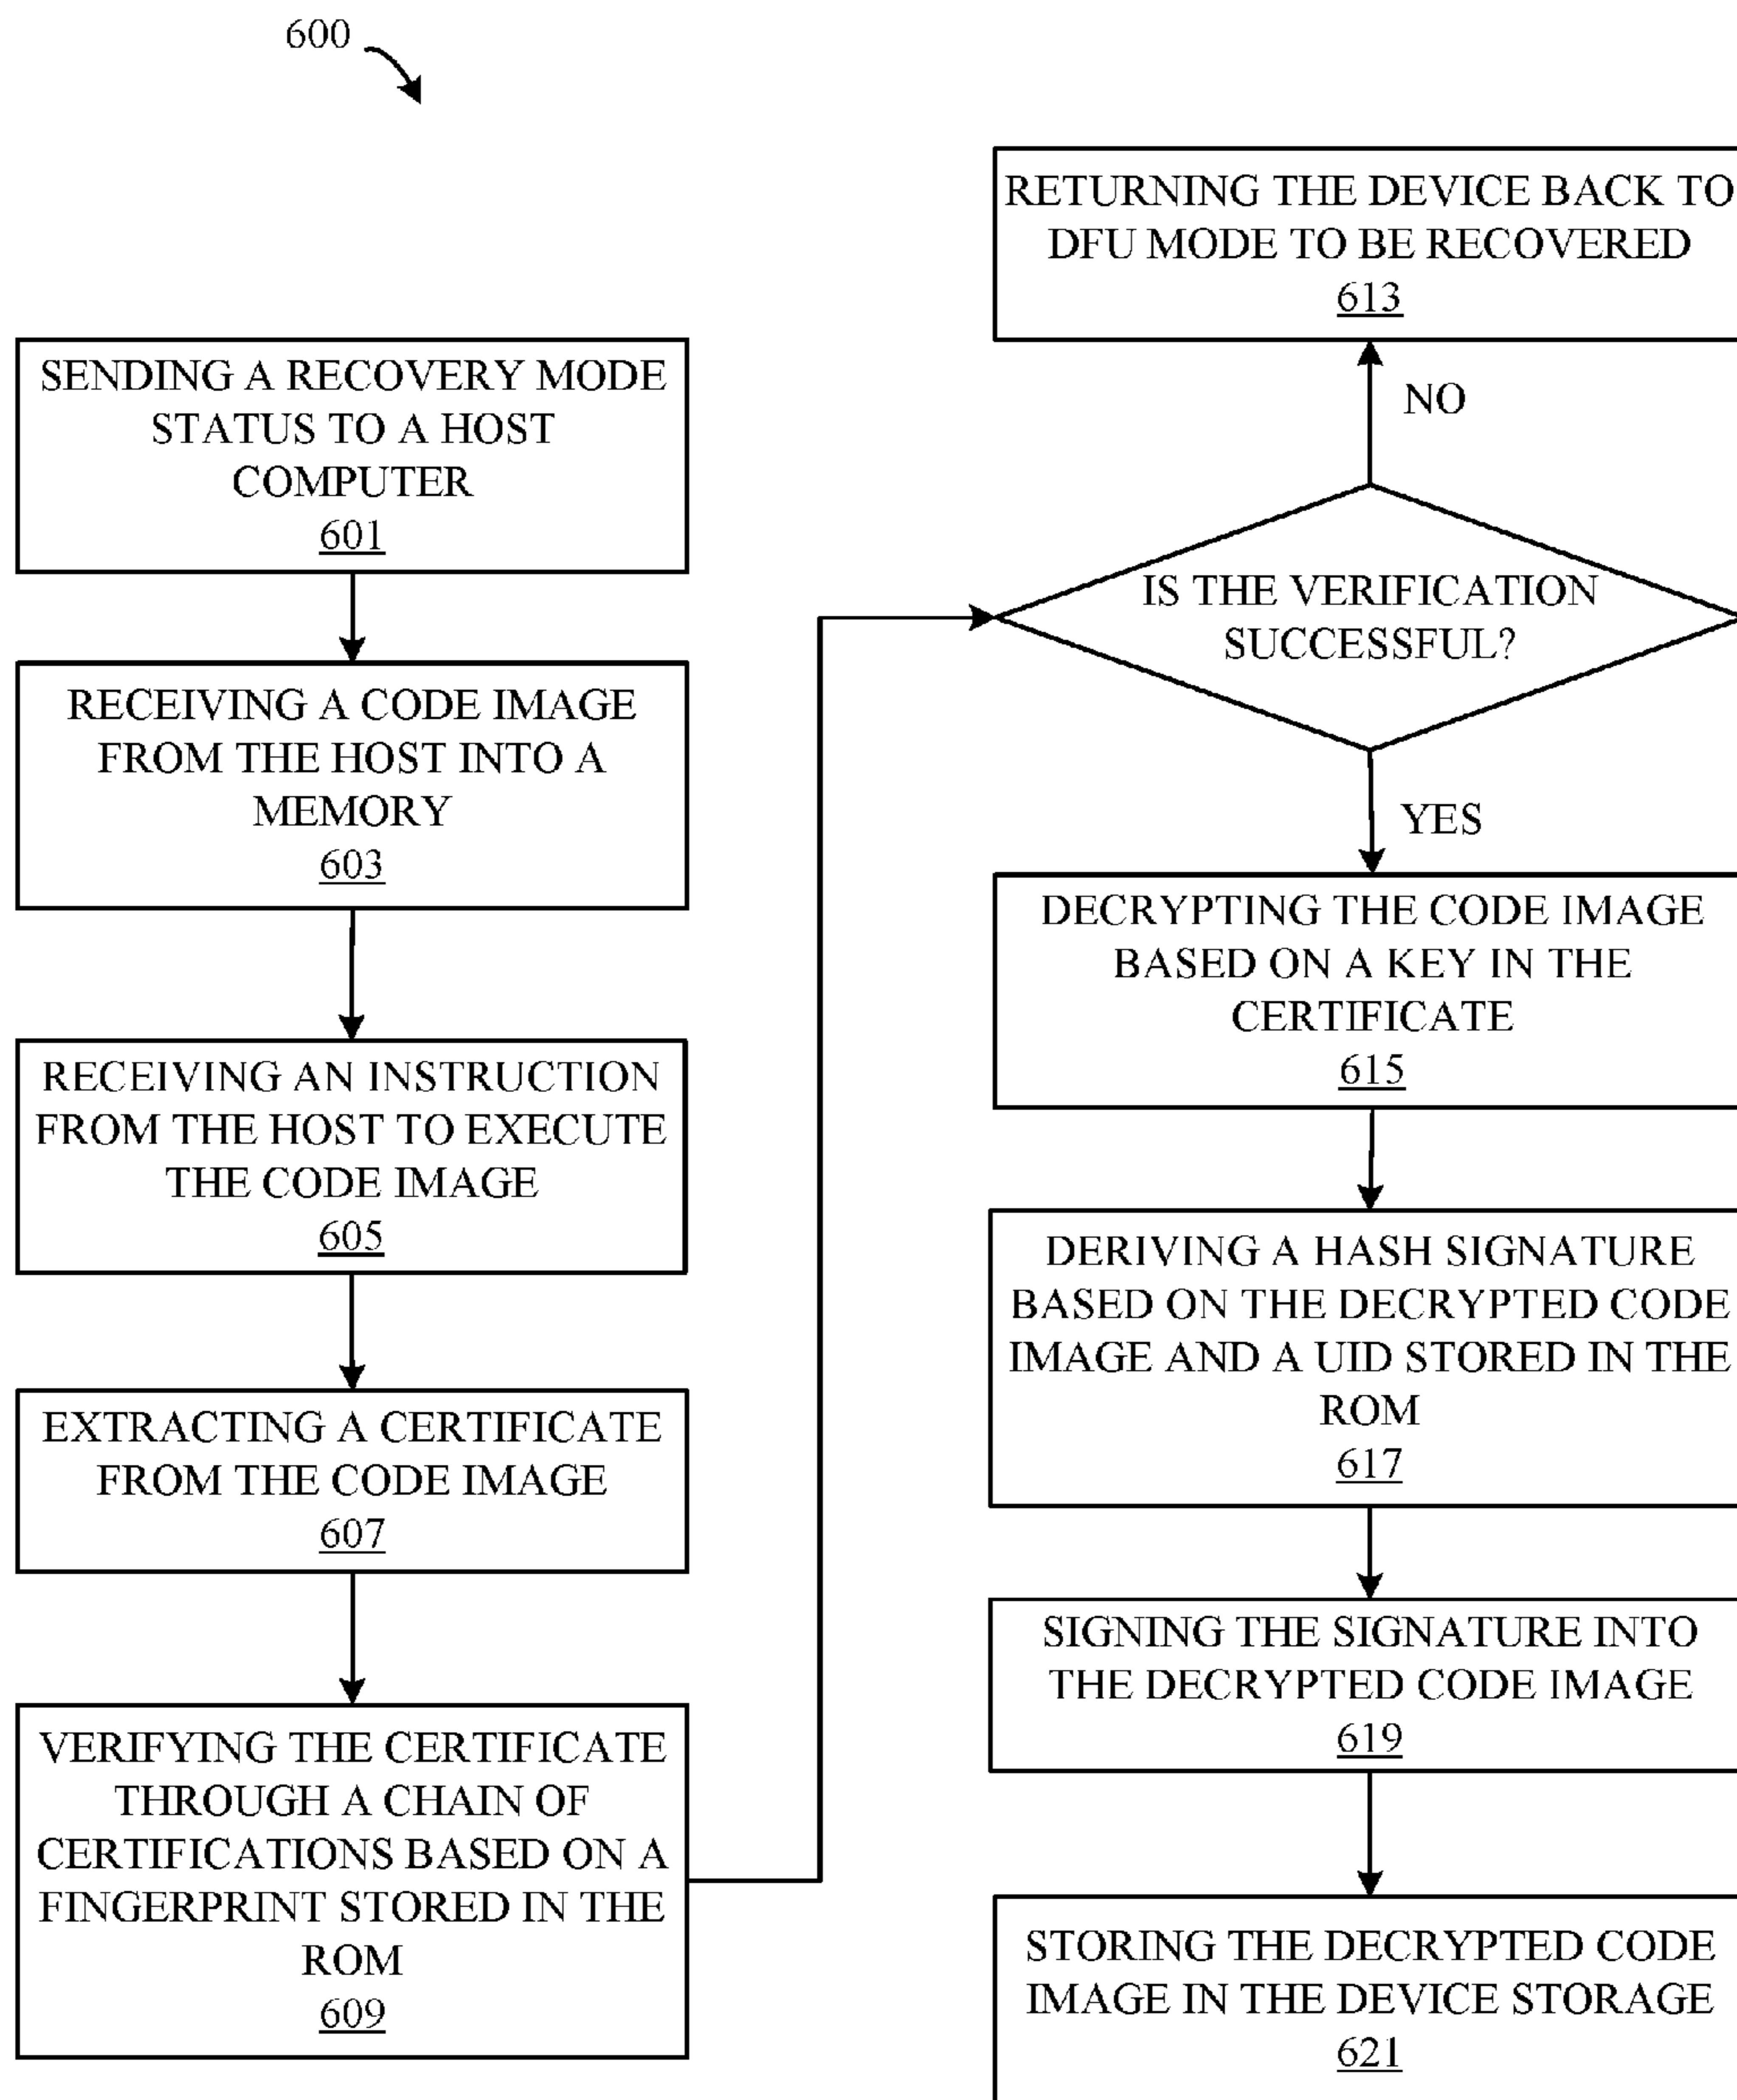 600
SENDING A RECOVERY MODE
STATUS TO A HOST
COMPUTER
601
RECEIVING A CODE IMAGE
FROM THE HOST INTO A
MEMORY
603
RECEIVING AN INSTRUCTION
FROM THE HOST TO EXECUTE
THE CODE IMAGE
605
EXTRACTING A CERTIFICATE
FROM THE CODE IMAGE
607
VERIFYING THE CERTIFICATE
THROUGH A CHAIN OF
CERTIFICATIONS BASED ON A
FINGERPRINT STORED IN THE
ROM
609
RETURNING THE DEVICE BACK TO
DFU MODE TO BE RECOVERED
613
NO
IS THE VERIFICATION
SUCCESSFUL?
YES
DECRYPTING THE CODE IMAGE
BASED ON A KEY IN THE
CERTIFICATE
615
DERIVING A HASH SIGNATURE
BASED ON THE DECRYPTED CODE
IMAGE AND A UID STORED IN THE
ROM
617
SIGNING THE SIGNATURE INTO
THE DECRYPTED CODE IMAGE
619
STORING THE DECRYPTED CODE
IMAGE IN THE DEVICE STORAGE
621